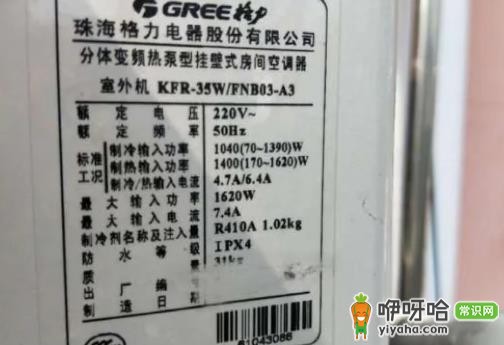 GREE格力
珠海格力电器股份有限公司
分体变频热泵型挂壁式房间空调器
室外机 KFR-35W/FNB03-A3
额定电压 220V~
额定频率 50Hz
标准工况 制冷输入功率 1040(70~1390)W
制热输入功率 1400(170~1620)W
制冷/热输入电流 4.7A/6.4A
最大输入功率 1620W
最大输入电流 7.4A
制冷剂名称及注入量 R410A 1.02kg
防水等级 IPX4
质量 31kg
出厂编
制造日期
81043086
咿呀哈 常识网
yiyaha.com